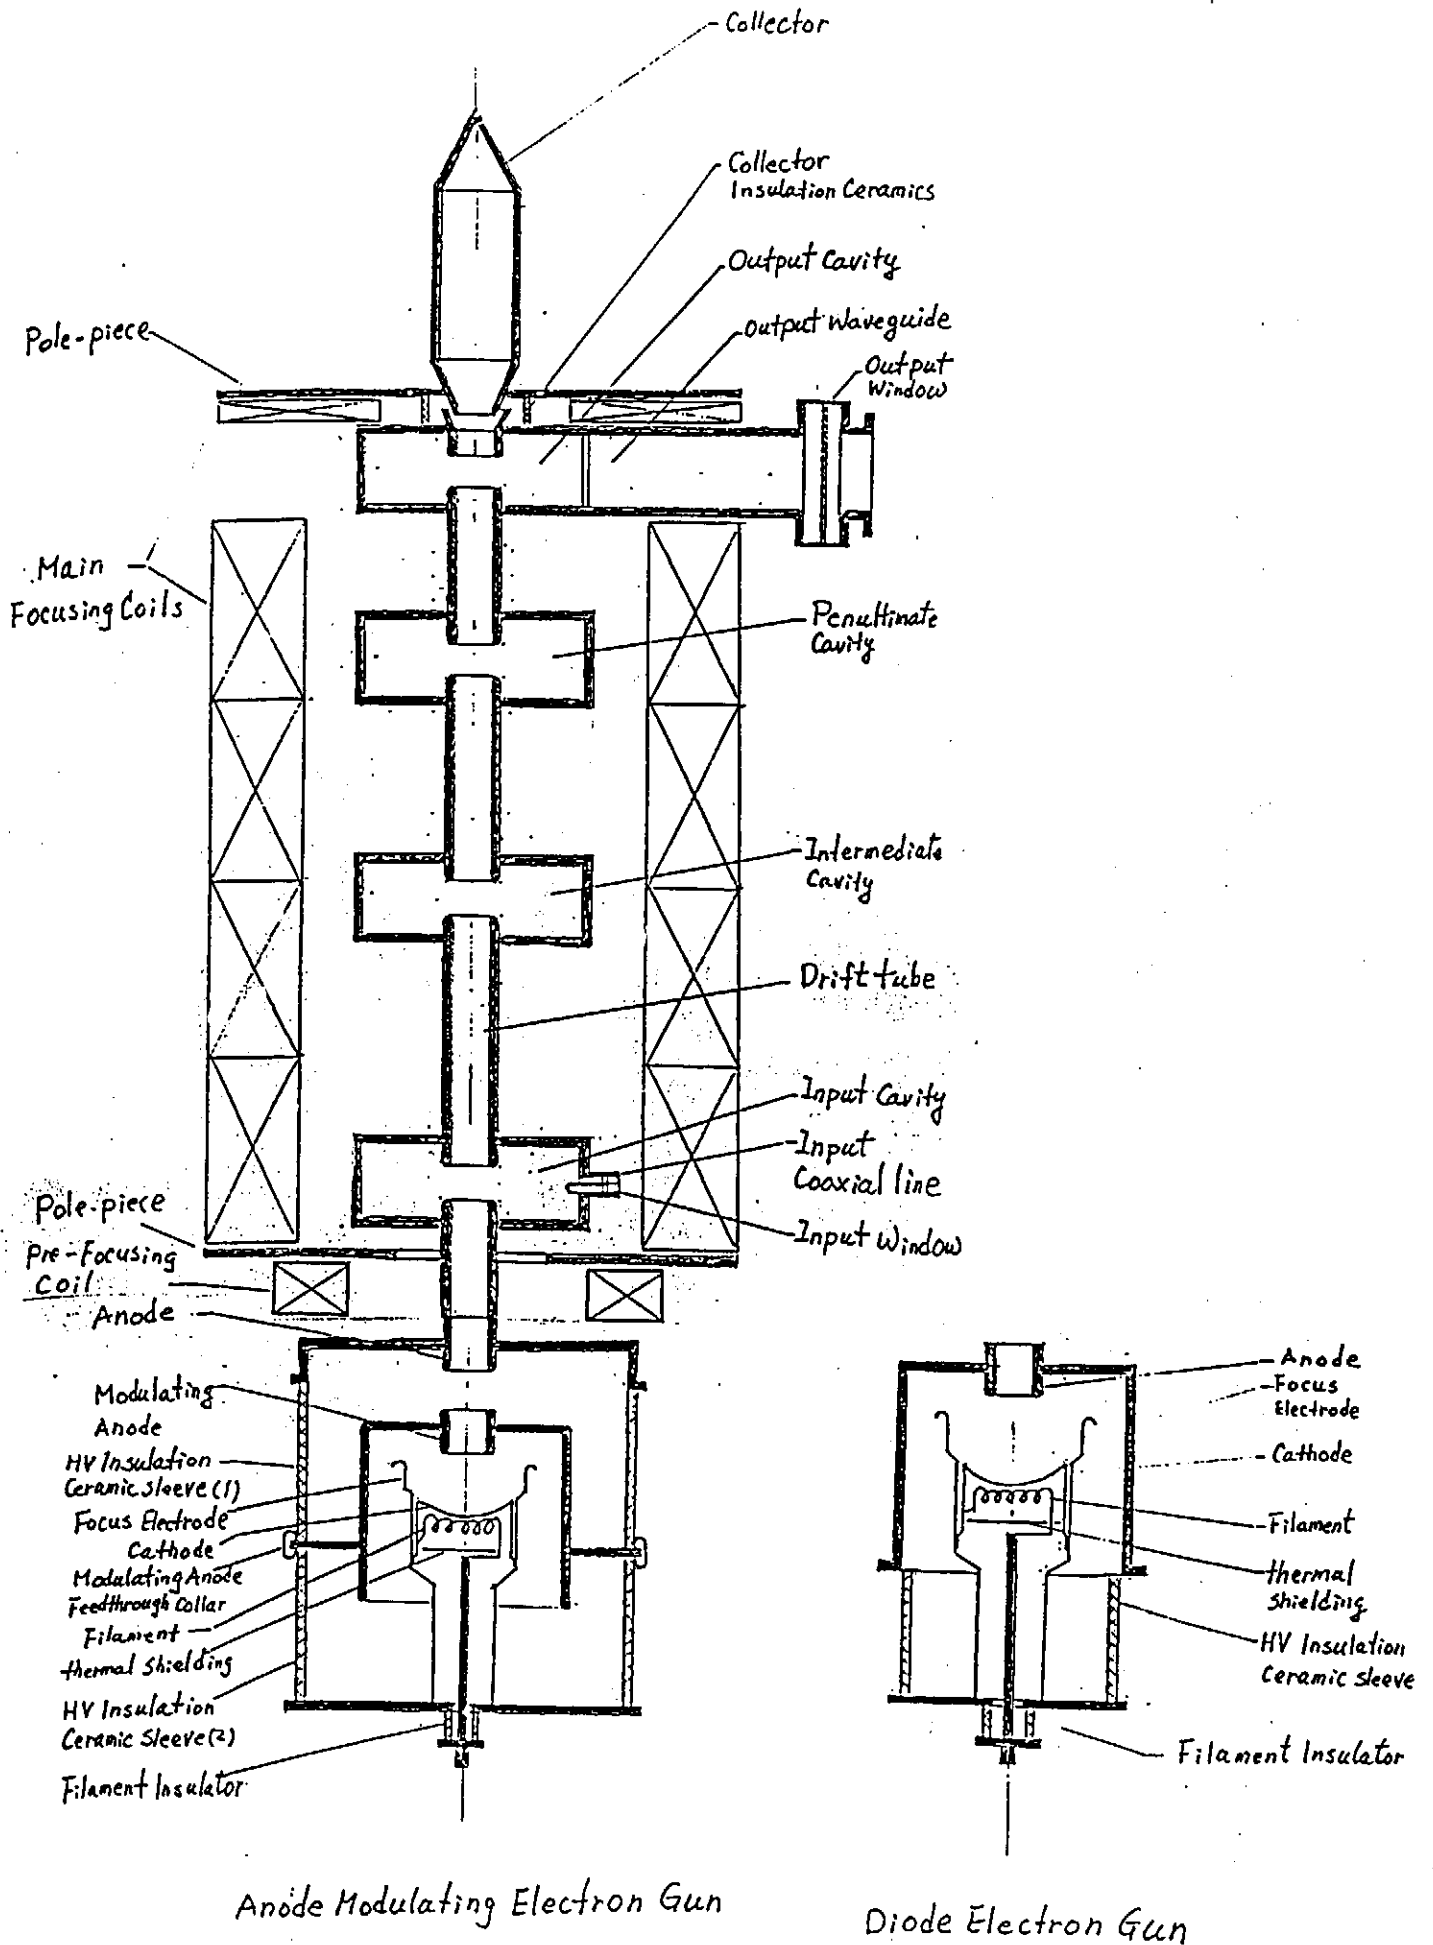 Collector
Collector
Insulation Ceramics
Output Cavity
Output Waveguide
Output
Window
Pole-piece
Main
Focusing Coils
Penultimate
Cavity
Intermediate
Cavity
Drift tube
Input Cavity
Input
Coaxial line
Input Window
Pole-piece
Pre-Focusing
Coil
Anode
Modulating
Anode
HV Insulation
Ceramic sleeve (1)
Focus Electrode
Cathode
Modulating Anode
Feedthrough Collar
Filament
thermal Shielding
HV Insulation
Ceramic Sleeve (2)
Filament Insulator
Anode
Focus
Electrode
Cathode
Filament
thermal
Shielding
HV Insulation
Ceramic sleeve
Filament Insulator
Anode Modulating Electron Gun
Diode Electron Gun